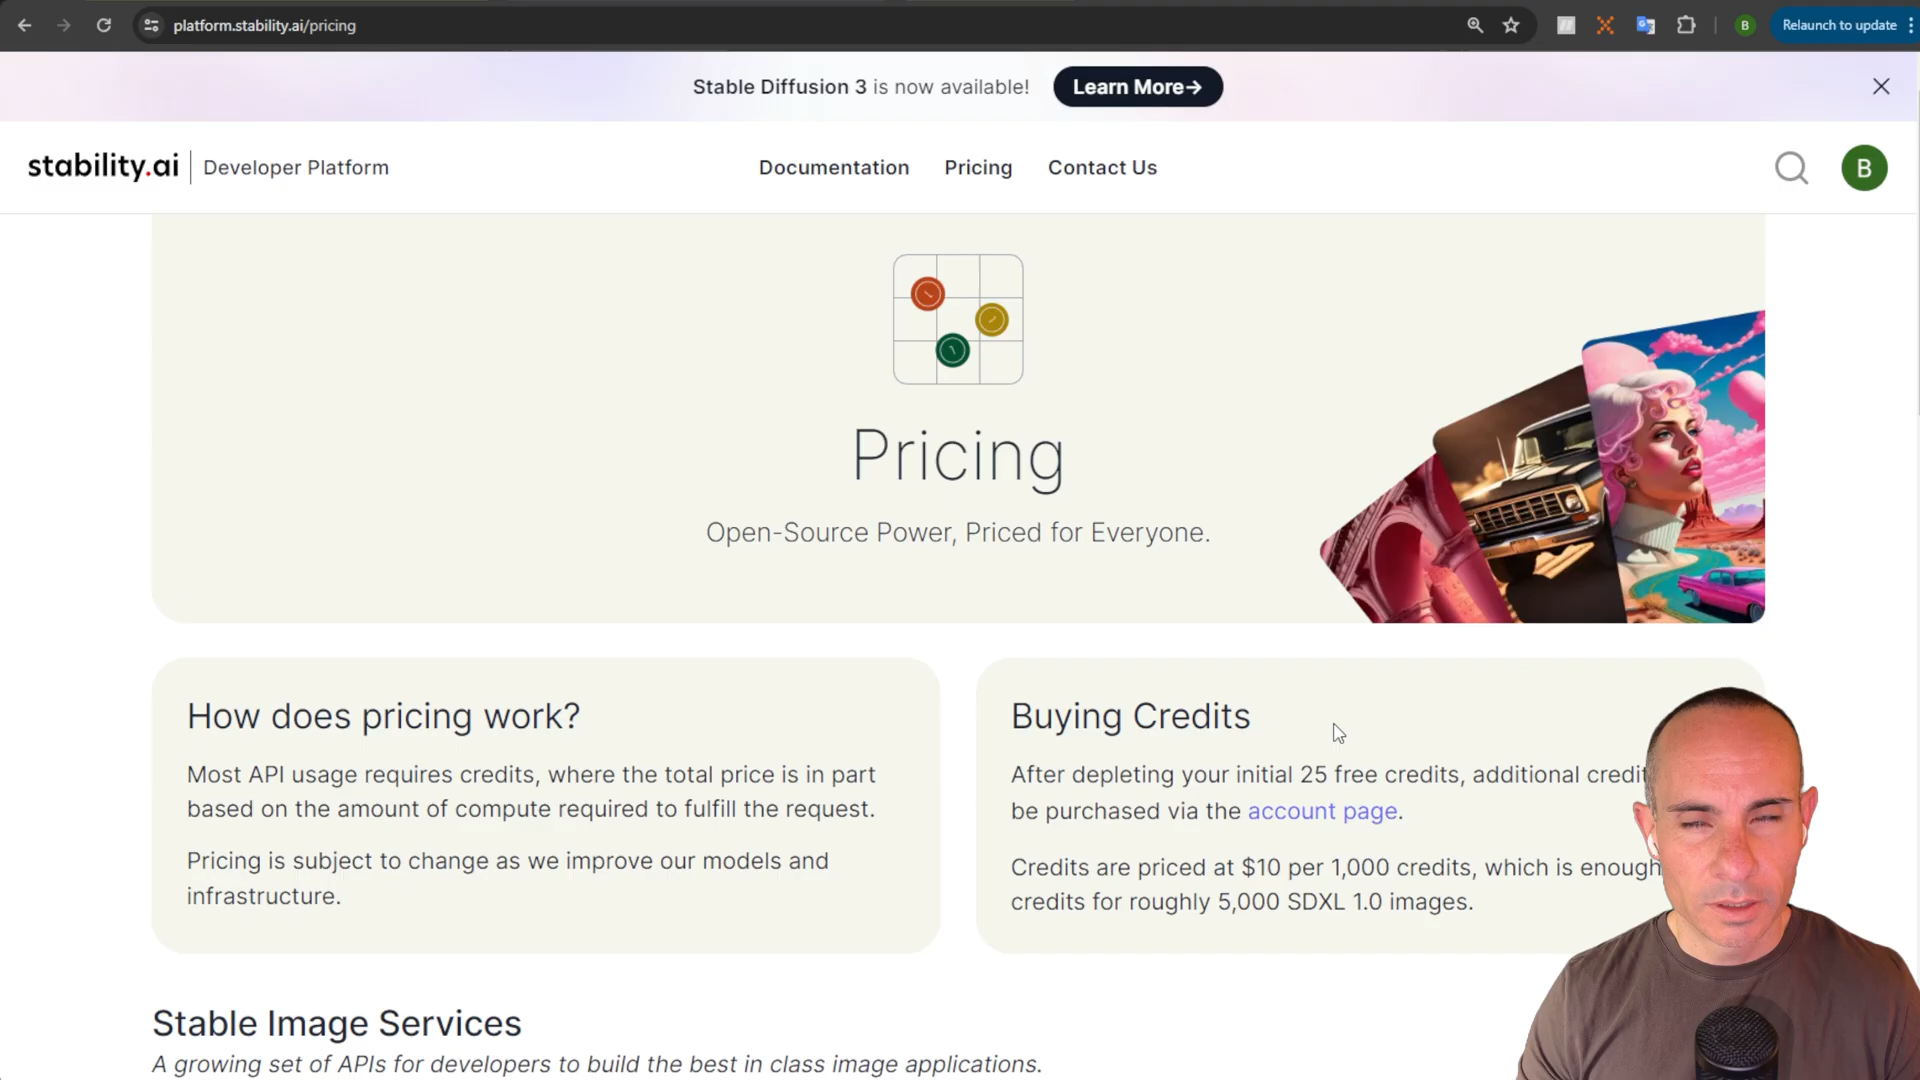 platform.stability.ai/pricing
B
Relaunch to update
Stable Diffusion 3 is now available!
Learn More→
stability.ai
Developer Platform
Documentation
Pricing
Contact Us
B
Pricing
Open-Source Power, Priced for Everyone.
How does pricing work?
Most API usage requires credits, where the total price is in part
based on the amount of compute required to fulfill the request.
Pricing is subject to change as we improve our models and
infrastructure.
Buying Credits
After depleting your initial 25 free credits, additional
be purchased via the account page.
Credits are priced at $10 per 1,000 credits, which is enough
credits for roughly 5,000 SDXL 1.0 images.
Stable Image Services
A growing set of APIs for developers to build the best in class image applications.